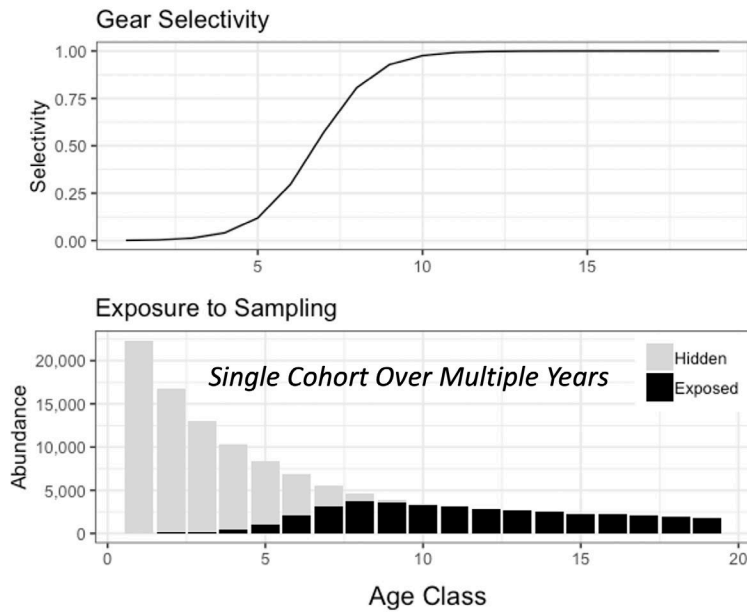 Gear Selectivity
1.00
0.75
0.50
0.25
0.00
Selectivity
5
10
15
Exposure to Sampling
20,000
15,000
10,000
5,000
0
Abundance
Single Cohort Over Multiple Years
Hidden
Exposed
0
5
10
15
20
Age Class